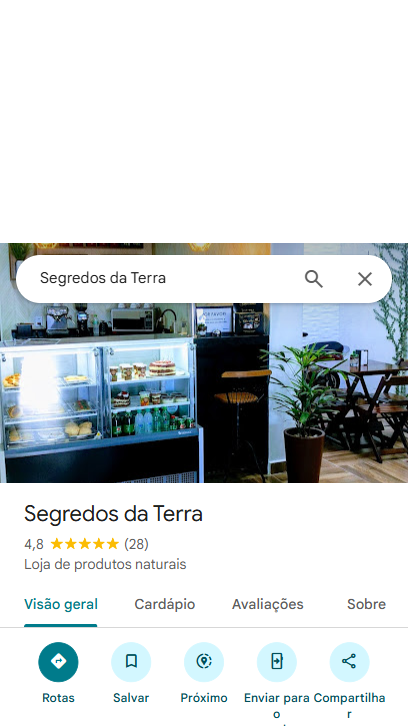 Segredos da Terra
Segredos da Terra
4,8 (28)
Loja de produtos naturais
Visão geral Cardápio Avaliações Sobre
Rotas Salvar Próximo Enviar para o Compartilhar